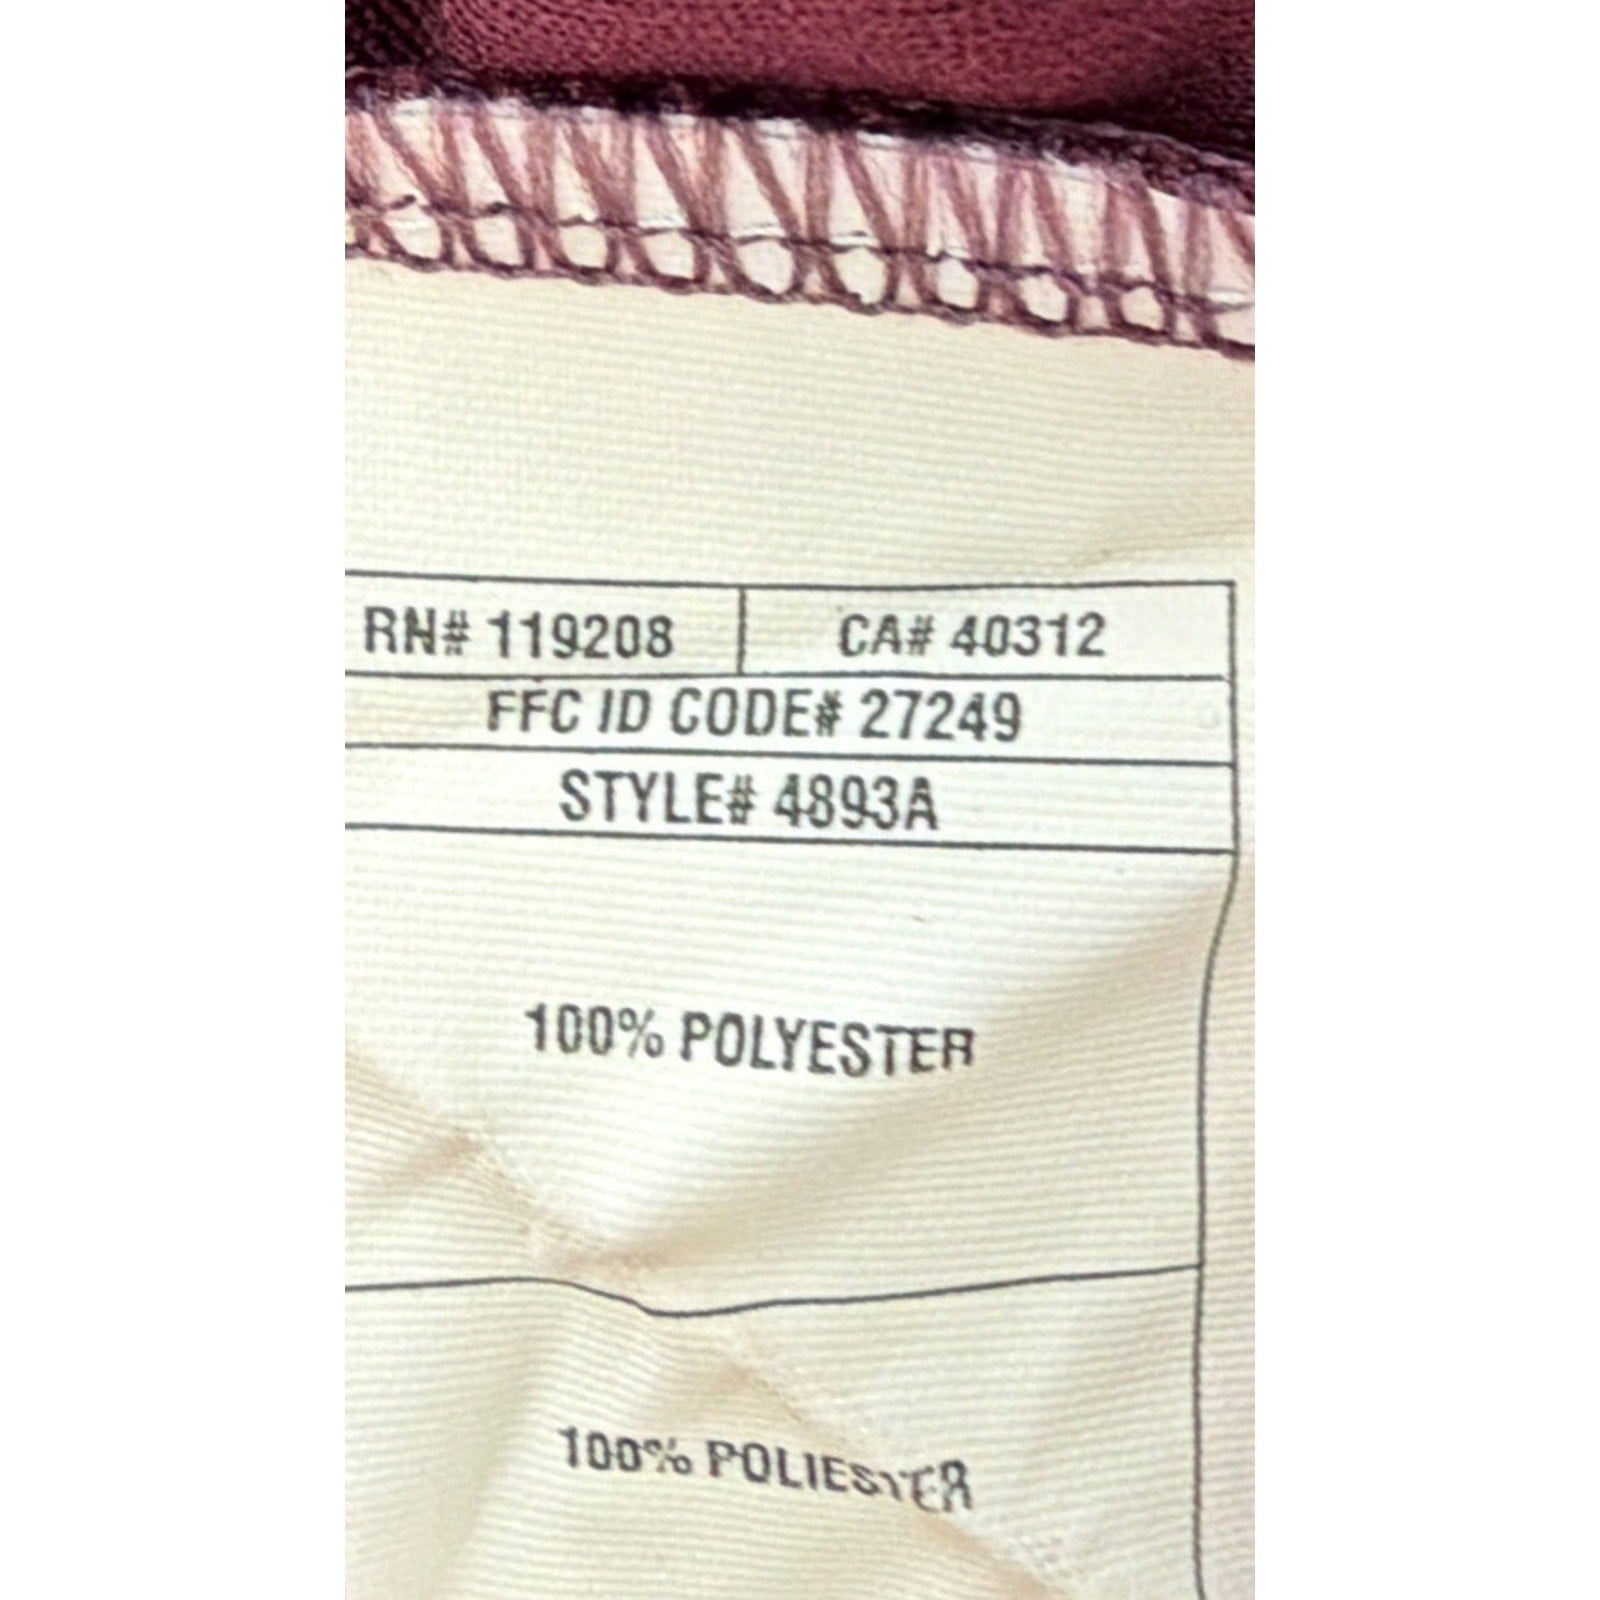 RN# 119208 CA# 40312
FFC ID CODE# 27249
STYLE# 4893A
100% POLYESTER
100% POLIESTER